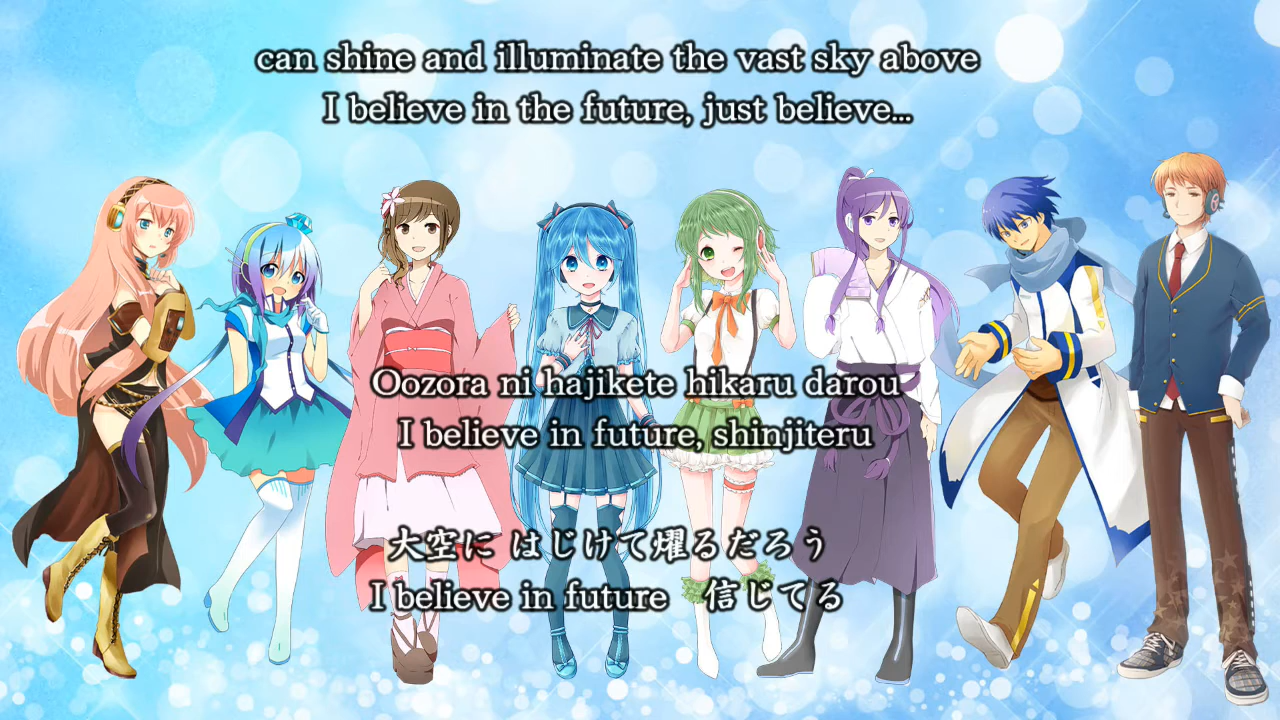 can shine and illuminate the vast sky above
I believe in the future, just believe...
Oozora ni hajikete hikaru darou
I believe in future, shinjiteru
大空に はじけて燿るだろう
I believe in future 信じてる